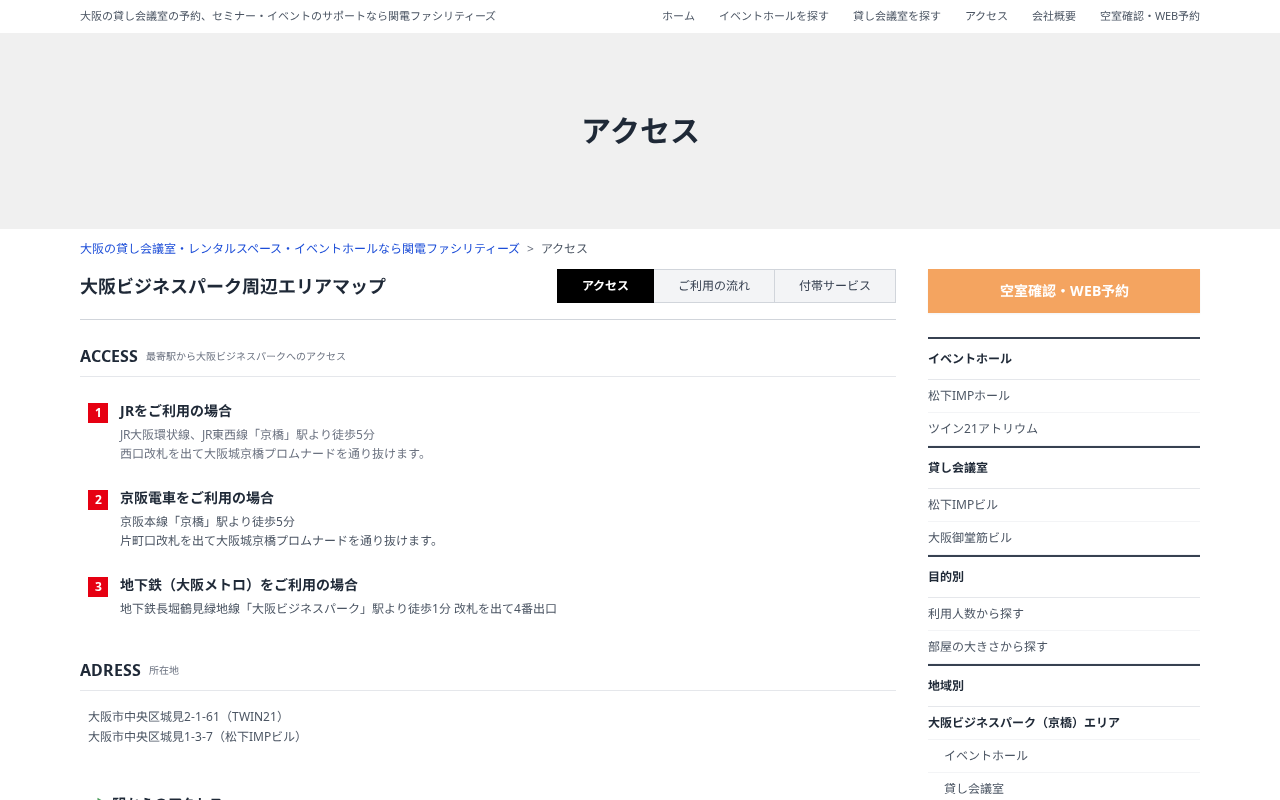 大阪の貸し会議室の予約、セミナー・イベントのサポートなら関電ファシリティーズ
ホーム イベントホールを探す 貸し会議室を探す アクセス 会社概要 空室確認・WEB予約
アクセス
大阪の貸し会議室・レンタルスペース・イベントホールなら関電ファシリティーズ > アクセス
大阪ビジネスパーク周辺エリアマップ
アクセス ご利用の流れ 付帯サービス
ACCESS 最寄駅から大阪ビジネスパークへのアクセス
1 JRをご利用の場合
JR大阪環状線、JR東西線「京橋」駅より徒歩5分
西口改札を出て大阪城京橋プロムナードを通り抜けます。
2 京阪電車をご利用の場合
京阪本線「京橋」駅より徒歩5分
片町口改札を出て大阪城京橋プロムナードを通り抜けます。
3 地下鉄（大阪メトロ）をご利用の場合
地下鉄長堀鶴見緑地線「大阪ビジネスパーク」駅より徒歩1分 改札を出て4番出口
ADRESS 所在地
大阪市中央区城見2-1-61（TWIN21）
大阪市中央区城見1-3-7（松下IMPビル）
空室確認・WEB予約
イベントホール
松下IMPホール
ツイン21アトリウム
貸し会議室
松下IMPビル
大阪御堂筋ビル
目的別
利用人数から探す
部屋の大きさから探す
地域別
大阪ビジネスパーク（京橋）エリア
イベントホール
貸し会議室